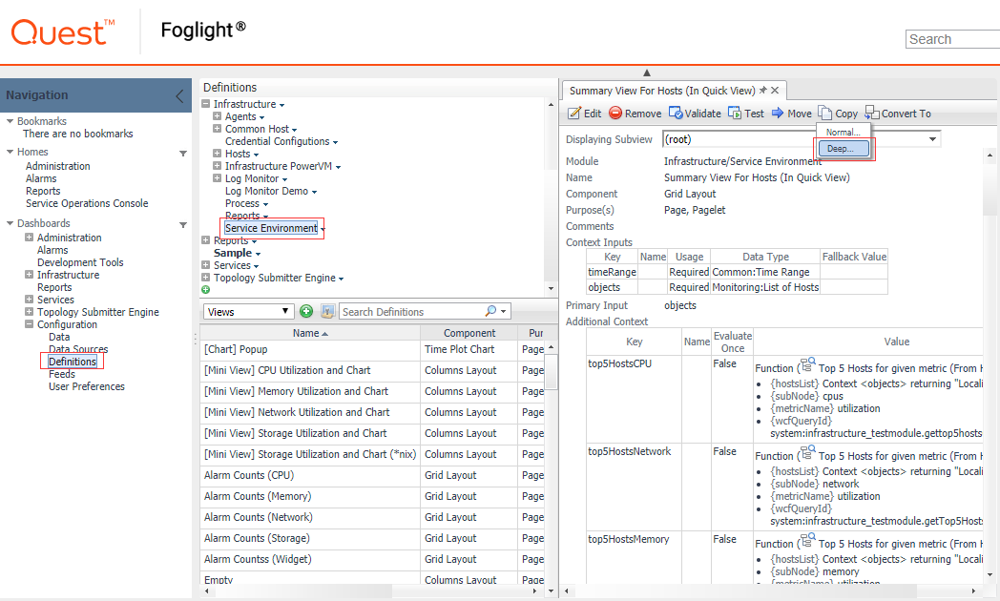 Quest™
Foglight®
Search
Navigation
Bookmarks
There are no bookmarks
Homes
Administration
Alarms
Reports
Service Operations Console
Dashboards
Administration
Alarms
Development Tools
Infrastructure
Reports
Services
Topology Submitter Engine
Configuration
Data
Data Sources
Definitions
Feeds
User Preferences
Definitions
Infrastructure
Agents
Common Host
Credential Configutions
Hosts
Infrastructure PowerVM
Log Monitor
Log Monitor Demo
Process
Reports
Service Environment
Reports
Sample
Services
Topology Submitter Engine
Views
Search Definitions
Name Component Pur
[Chart] Popup Time Plot Chart Page
[Mini View] CPU Utilization and Chart Columns Layout Page
[Mini View] Memory Utilization and Chart Columns Layout Page
[Mini View] Network Utilization and Chart Columns Layout Page
[Mini View] Storage Utilization and Chart Columns Layout Page
[Mini View] Storage Utilization and Chart (*nix) Columns Layout Page
Alarm Counts (CPU) Grid Layout Page
Alarm Counts (Memory) Grid Layout Page
Alarm Counts (Network) Grid Layout Page
Alarm Counts (Storage) Grid Layout Page
Alarm Countss (Widget) Grid Layout Page
Empty Columns Layout Page
Summary View For Hosts (In Quick View)
Edit Remove Validate Test Move Copy Convert To
Normal...
Deep...
Displaying Subview (root)
Module Infrastructure/Service Environment
Name Summary View For Hosts (In Quick View)
Component Grid Layout
Purpose(s) Page, Pagelet
Comments
Context Inputs
Key Name Usage Data Type Fallback Value
timeRange Required Common:Time Range
objects Required Monitoring:List of Hosts
Primary Input objects
Additional Context
Key Name Evaluate Once Value
top5HostsCPU False Function ( Top 5 Hosts for given metric (From H
{hostsList} Context <objects> returning "Locali
{subNode} cpus
{metricName} utilization
{wcfQueryId}
system:infrastructure_testmodule.gettop5hosts
top5HostsNetwork False Function ( Top 5 Hosts for given metric (From H
{hostsList} Context <objects> returning "Locali
{subNode} network
{metricName} utilization
{wcfQueryId}
system:infrastructure_testmodule.getTop5Hosts
top5HostsMemory False Function ( Top 5 Hosts for given metric (From H
{hostsList} Context <objects> returning "Locali
{subNode} memory
{metricName} utilization